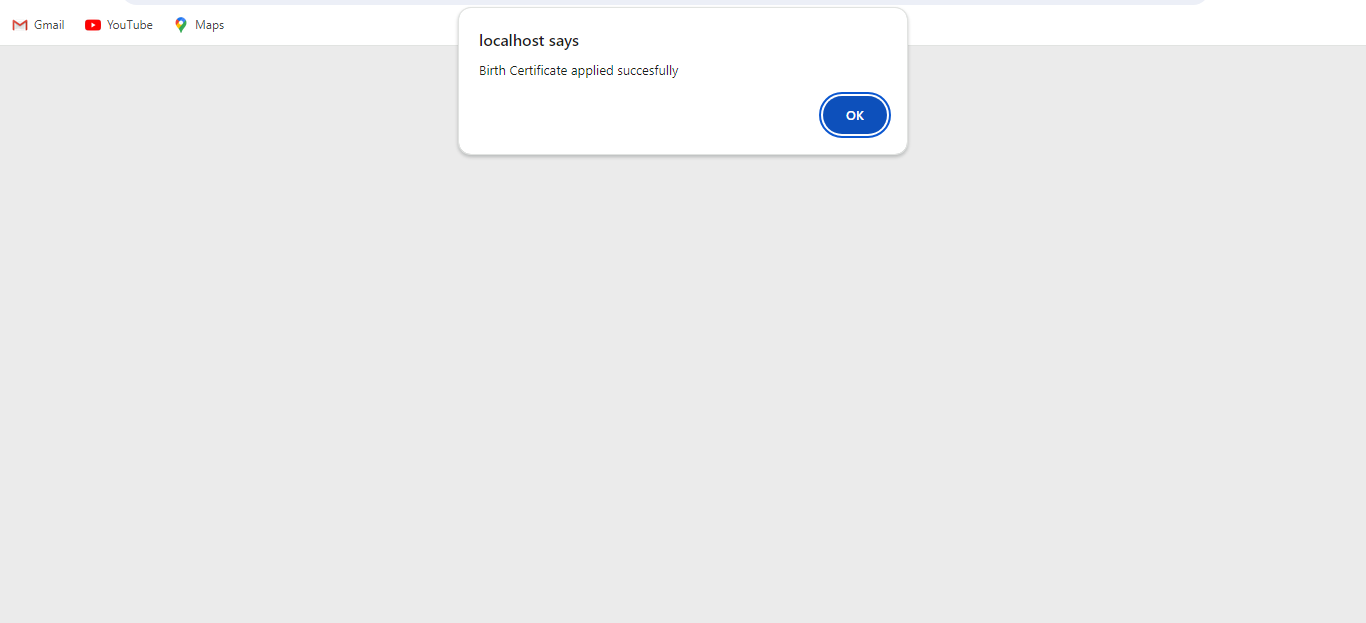 Gmail YouTube Maps
localhost says
Birth Certificate applied succesfully
OK